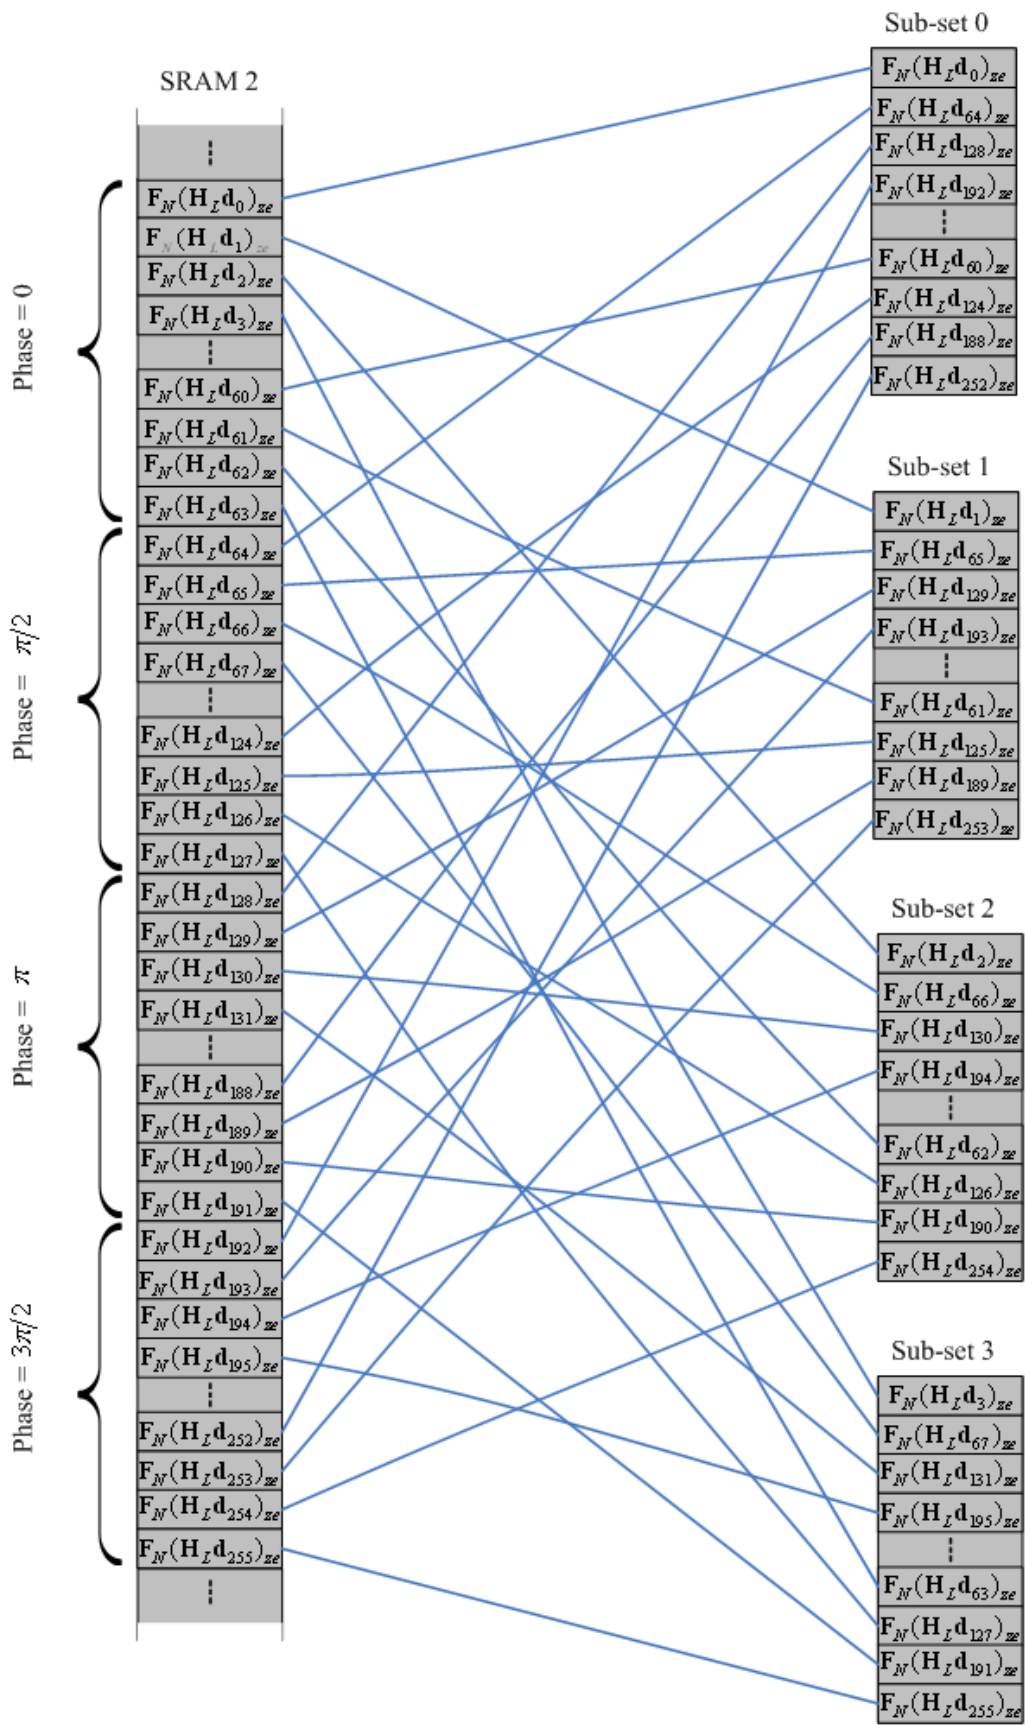 SRAM 2
⋮
F_N(H_L d_0)_ze
F_N(H_L d_1)_ze
F_N(H_L d_2)_ze
F_N(H_L d_3)_ze
⋮
F_N(H_L d_60)_ze
F_N(H_L d_61)_ze
F_N(H_L d_62)_ze
F_N(H_L d_63)_ze
F_N(H_L d_64)_ze
F_N(H_L d_65)_ze
F_N(H_L d_66)_ze
F_N(H_L d_67)_ze
⋮
F_N(H_L d_124)_ze
F_N(H_L d_125)_ze
F_N(H_L d_126)_ze
F_N(H_L d_127)_ze
F_N(H_L d_128)_ze
F_N(H_L d_129)_ze
F_N(H_L d_130)_ze
F_N(H_L d_131)_ze
⋮
F_N(H_L d_188)_ze
F_N(H_L d_189)_ze
F_N(H_L d_190)_ze
F_N(H_L d_191)_ze
F_N(H_L d_192)_ze
F_N(H_L d_193)_ze
F_N(H_L d_194)_ze
F_N(H_L d_195)_ze
⋮
F_N(H_L d_252)_ze
F_N(H_L d_253)_ze
F_N(H_L d_254)_ze
F_N(H_L d_255)_ze
⋮
Phase = 0
Phase = π/2
Phase = π
Phase = 3π/2
Sub-set 0
F_N(H_L d_0)_ze
F_N(H_L d_64)_ze
F_N(H_L d_128)_ze
F_N(H_L d_192)_ze
⋮
F_N(H_L d_60)_ze
F_N(H_L d_124)_ze
F_N(H_L d_188)_ze
F_N(H_L d_252)_ze
Sub-set 1
F_N(H_L d_1)_ze
F_N(H_L d_65)_ze
F_N(H_L d_129)_ze
F_N(H_L d_193)_ze
⋮
F_N(H_L d_61)_ze
F_N(H_L d_125)_ze
F_N(H_L d_189)_ze
F_N(H_L d_253)_ze
Sub-set 2
F_N(H_L d_2)_ze
F_N(H_L d_66)_ze
F_N(H_L d_130)_ze
F_N(H_L d_194)_ze
⋮
F_N(H_L d_62)_ze
F_N(H_L d_126)_ze
F_N(H_L d_190)_ze
F_N(H_L d_254)_ze
Sub-set 3
F_N(H_L d_3)_ze
F_N(H_L d_67)_ze
F_N(H_L d_131)_ze
F_N(H_L d_195)_ze
⋮
F_N(H_L d_63)_ze
F_N(H_L d_127)_ze
F_N(H_L d_191)_ze
F_N(H_L d_255)_ze